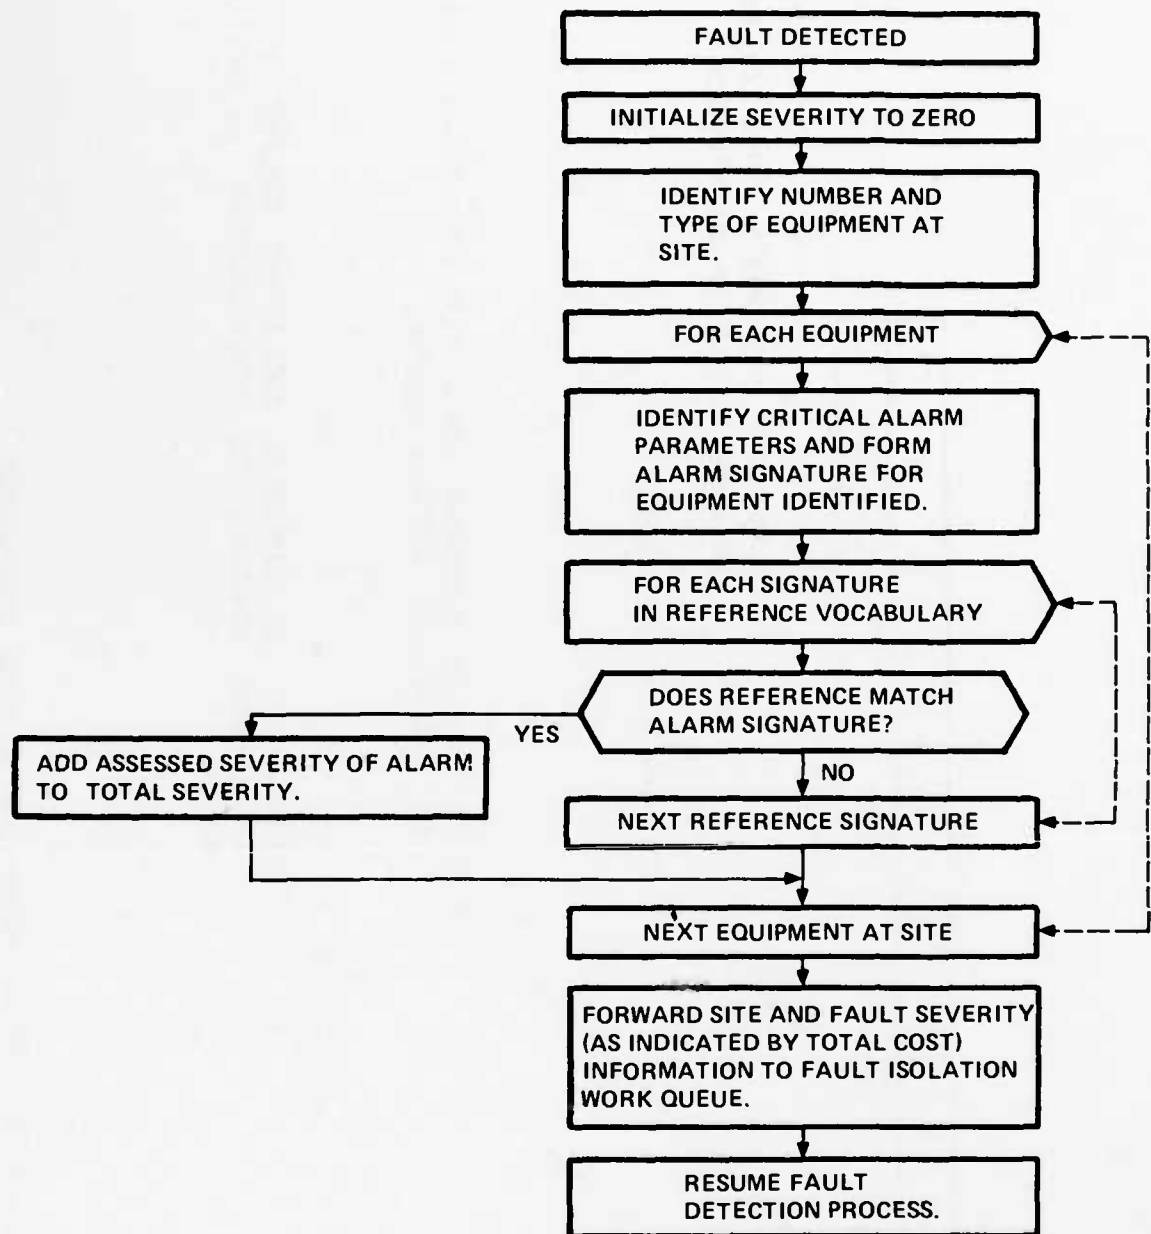 FAULT DETECTED
INITIALIZE SEVERITY TO ZERO
IDENTIFY NUMBER AND
TYPE OF EQUIPMENT AT
SITE.
FOR EACH EQUIPMENT
IDENTIFY CRITICAL ALARM
PARAMETERS AND FORM
ALARM SIGNATURE FOR
EQUIPMENT IDENTIFIED.
FOR EACH SIGNATURE
IN REFERENCE VOCABULARY
DOES REFERENCE MATCH
ALARM SIGNATURE?
YES
ADD ASSESSED SEVERITY OF ALARM
TO TOTAL SEVERITY.
NO
NEXT REFERENCE SIGNATURE
NEXT EQUIPMENT AT SITE
FORWARD SITE AND FAULT SEVERITY
(AS INDICATED BY TOTAL COST)
INFORMATION TO FAULT ISOLATION
WORK QUEUE.
RESUME FAULT
DETECTION PROCESS.